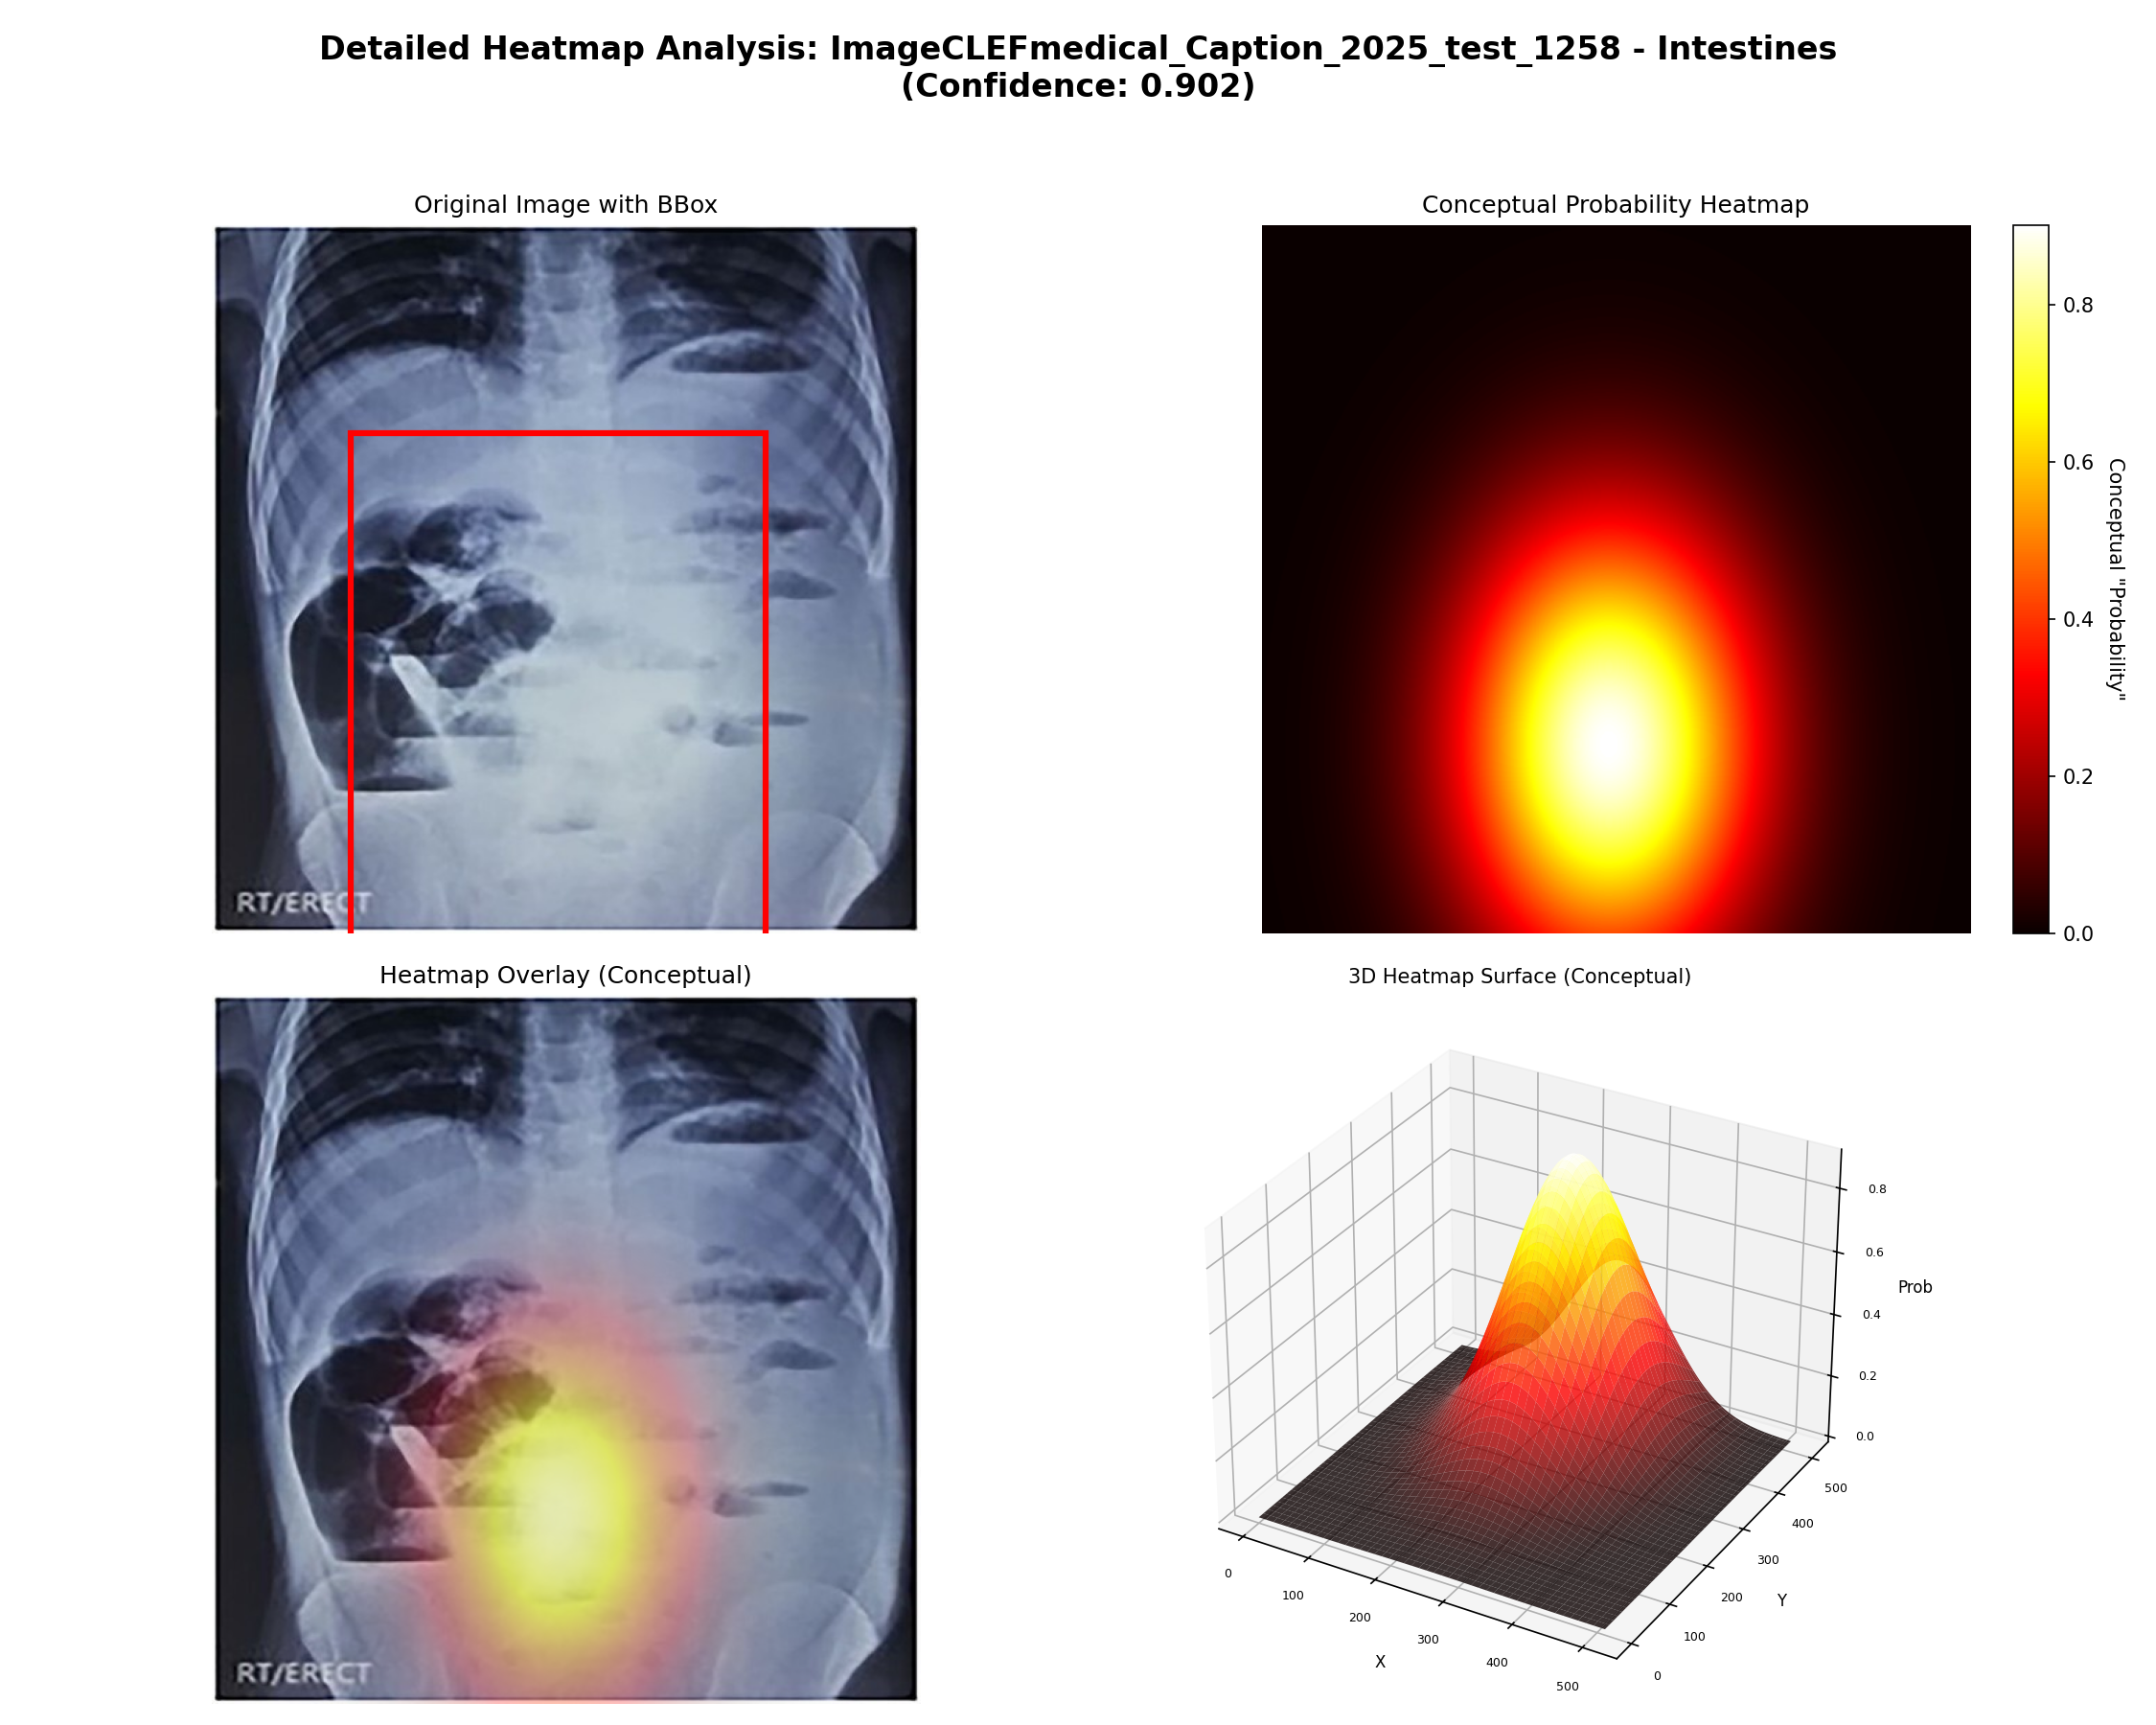 Detailed Heatmap Analysis: ImageCLEFmedical_Caption_2025_test_1258 - Intestines
(Confidence: 0.902)
Original Image with BBox
RT/ERECT
Conceptual Probability Heatmap
0.8
0.6
0.4
0.2
0.0
Conceptual "Probability"
Heatmap Overlay (Conceptual)
RT/ERECT
3D Heatmap Surface (Conceptual)
0.8
0.6
0.4
0.2
0.0
Prob
0
100
200
300
400
500
X
0
100
200
300
400
500
Y